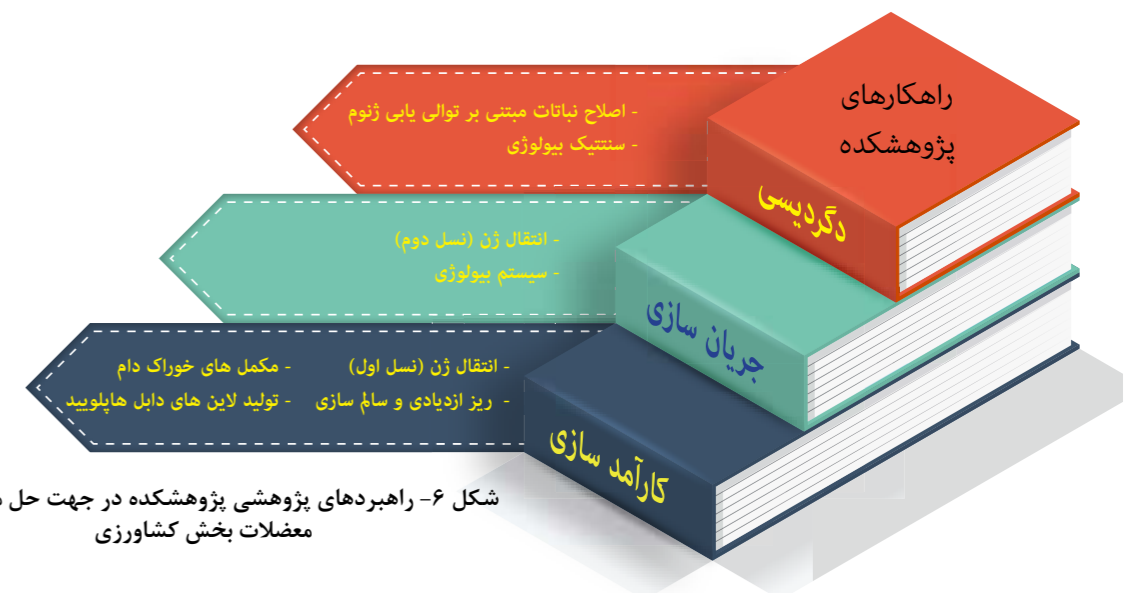 راهکارهای
پژوهشکده
دگردیسی
- اصلاح نباتات مبتنی بر توالی یابی ژنوم
- سنتتیک بیولوژی
جریان سازی
- انتقال ژن (نسل دوم)
- سیستم بیولوژی
کارآمد سازی
- انتقال ژن (نسل اول) - مکمل های خوراک دام
- ریز ازدیادی و سالم سازی - تولید لاین های دابل هاپلویید
شکل ۶- راهبردهای پژوهشی پژوهشکده در جهت حل
معضلات بخش کشاورزی